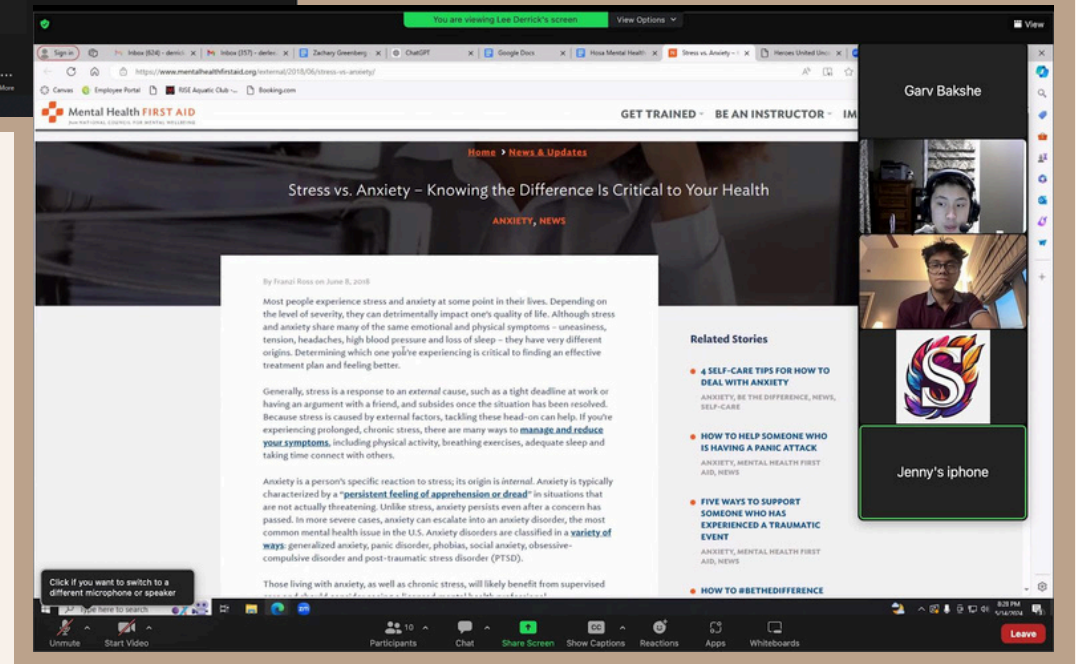 More
You are viewing Lee Derrick's screen
View Options
View
Sign in
Inbox (624) - derrick
Inbox (357) - derlee
Zachary Greenberg
ChatGPT
Google Docs
Hosa Mental Health
Stress vs. Anxiety –
Heroes United Unc
https://www.mentalhealthfirstaid.org/external/2018/06/stress-vs-anxiety/
Canvas
Employee Portal
RISE Aquatic Club -
Booking.com
Mental Health FIRST AID
from NATIONAL COUNCIL FOR MENTAL WELLBEING
GET TRAINED
BE AN INSTRUCTOR
IM
Home > News & Updates
Stress vs. Anxiety – Knowing the Difference Is Critical to Your Health
ANXIETY, NEWS
By Franzi Ross on June 8, 2018
Most people experience stress and anxiety at some point in their lives. Depending on
the level of severity, they can detrimentally impact one's quality of life. Although stress
and anxiety share many of the same emotional and physical symptoms – uneasiness,
tension, headaches, high blood pressure and loss of sleep – they have very different
origins. Determining which one you're experiencing is critical to finding an effective
treatment plan and feeling better.
Generally, stress is a response to an external cause, such as a tight deadline at work or
having an argument with a friend, and subsides once the situation has been resolved.
Because stress is caused by external factors, tackling these head-on can help. If you're
experiencing prolonged, chronic stress, there are many ways to manage and reduce
your symptoms, including physical activity, breathing exercises, adequate sleep and
taking time connect with others.
Anxiety is a person's specific reaction to stress; its origin is internal. Anxiety is typically
characterized by a "persistent feeling of apprehension or dread" in situations that
are not actually threatening. Unlike stress, anxiety persists even after a concern has
passed. In more severe cases, anxiety can escalate into an anxiety disorder, the most
common mental health issue in the U.S. Anxiety disorders are classified in a variety of
ways: generalized anxiety, panic disorder, phobias, social anxiety, obsessive-
compulsive disorder and post-traumatic stress disorder (PTSD).
Those living with anxiety, as well as chronic stress, will likely benefit from supervised
Related Stories
4 SELF-CARE TIPS FOR HOW TO
DEAL WITH ANXIETY
ANXIETY, BE THE DIFFERENCE, NEWS,
SELF-CARE
HOW TO HELP SOMEONE WHO
IS HAVING A PANIC ATTACK
ANXIETY, MENTAL HEALTH FIRST
AID, NEWS
FIVE WAYS TO SUPPORT
SOMEONE WHO HAS
EXPERIENCED A TRAUMATIC
EVENT
ANXIETY, MENTAL HEALTH FIRST
AID, NEWS
HOW TO #BETHEDIFFERENCE
Garv Bakshe
S
Jenny's iphone
Click if you want to switch to a
different microphone or speaker
Type here to search
8:28 PM
5/14/2024
Unmute
Start Video
10
Participants
Chat
Share Screen
CC
Show Captions
Reactions
Apps
Whiteboards
Leave